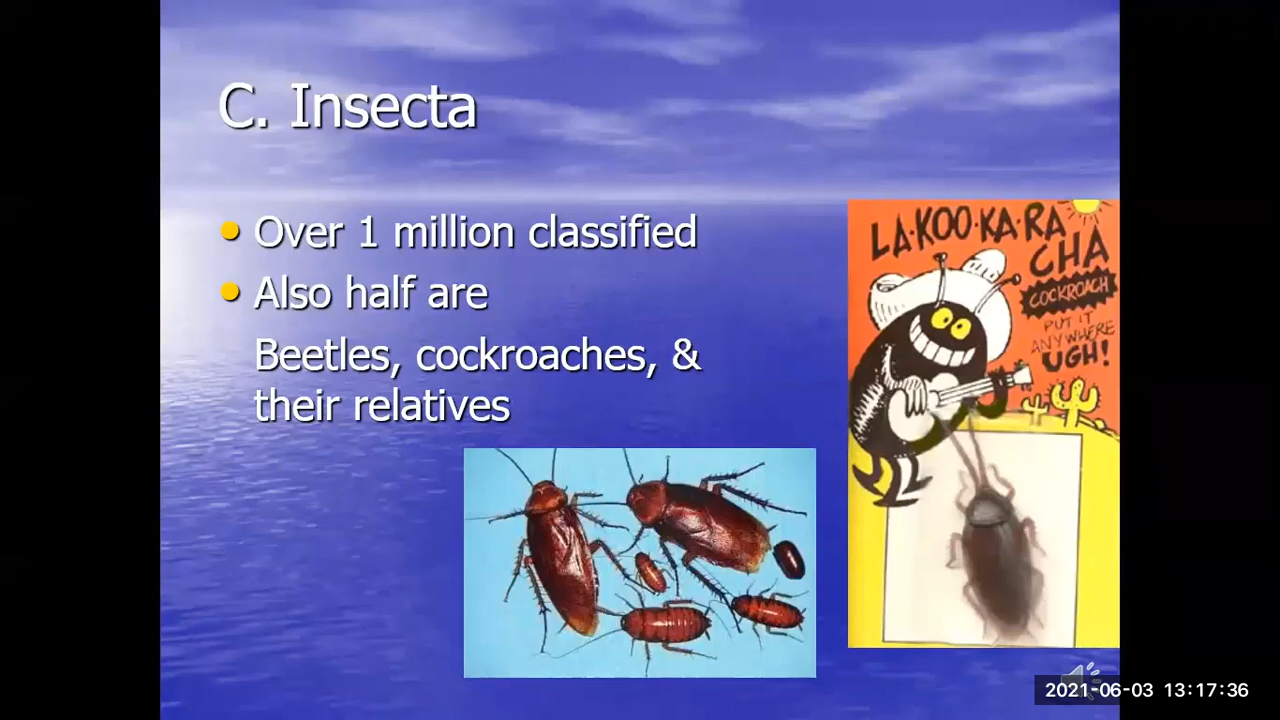 C. Insecta
Over 1 million classified
Also half are
Beetles, cockroaches, &
their relatives
LA·KOO·KA·RA
CHA
COCKROACH
PUT IT
ANYWHERE
UGH!
2021-06-03 13:17:36